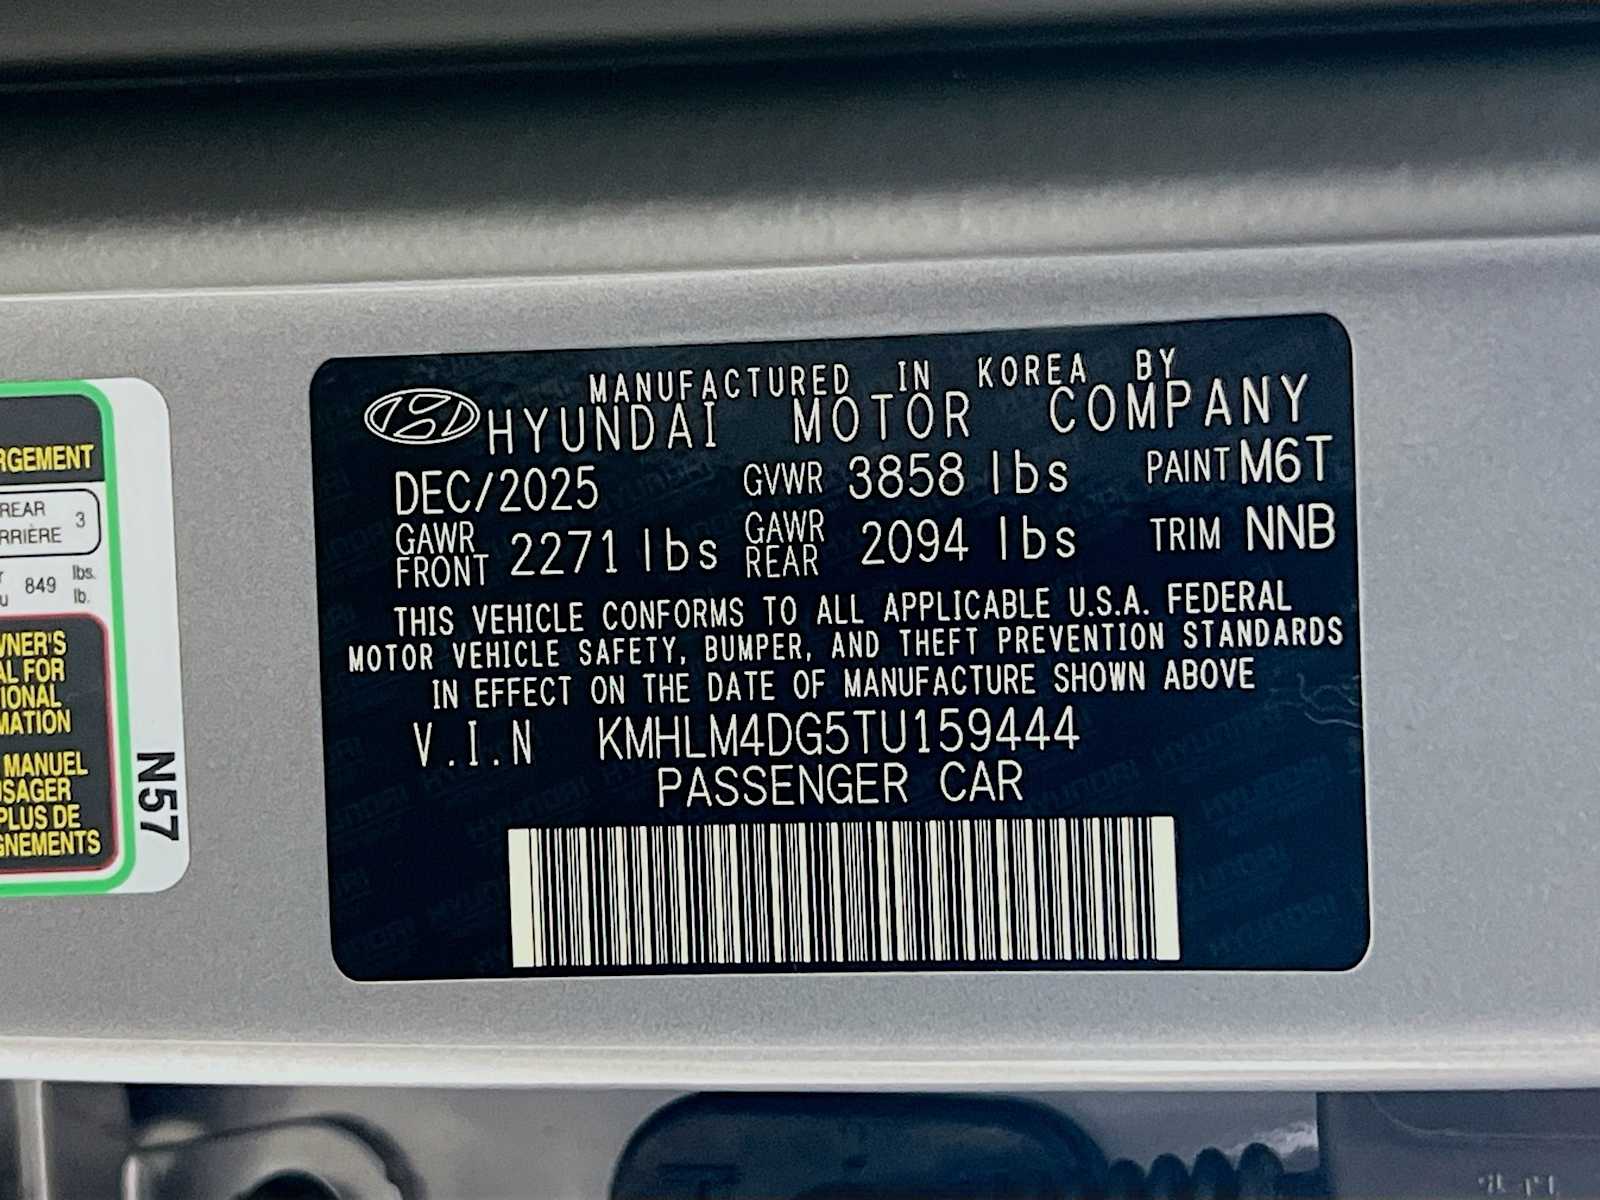 MANUFACTURED IN KOREA BY
HYUNDAI MOTOR COMPANY
DEC/2025 GVWR 3858 lbs PAINT M6T
GAWR FRONT 2271 lbs GAWR REAR 2094 lbs TRIM NNB
THIS VEHICLE CONFORMS TO ALL APPLICABLE U.S.A. FEDERAL
MOTOR VEHICLE SAFETY, BUMPER, AND THEFT PREVENTION STANDARDS
IN EFFECT ON THE DATE OF MANUFACTURE SHOWN ABOVE
V.I.N KMHLM4DG5TU159444
PASSENGER CAR
RGEMENT
REAR 3
RRIÈRE
849 lbs.
lb.
WNER'S
AL FOR
IONAL
MATION
MANUEL
SAGER
PLUS DE
GNEMENTS
N57